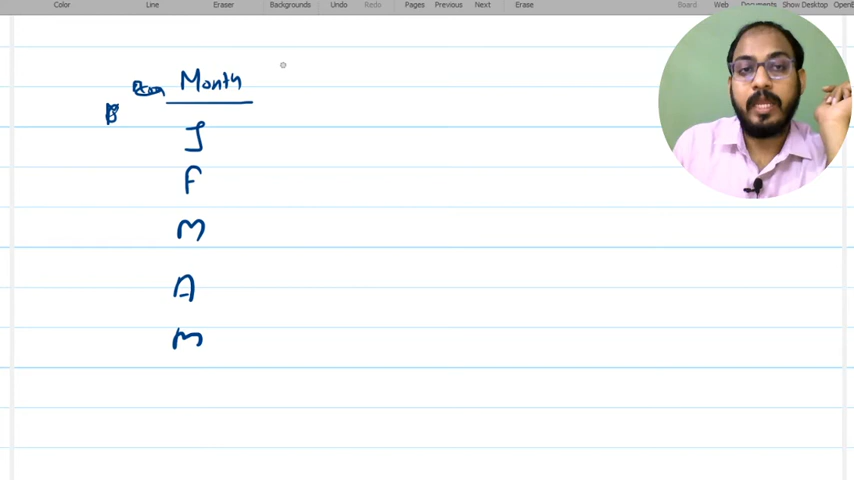 Color Line Eraser Backgrounds Undo Redo Pages Previous Next Erase Board Web Documents Show Desktop
Month
J
F
M
A
M